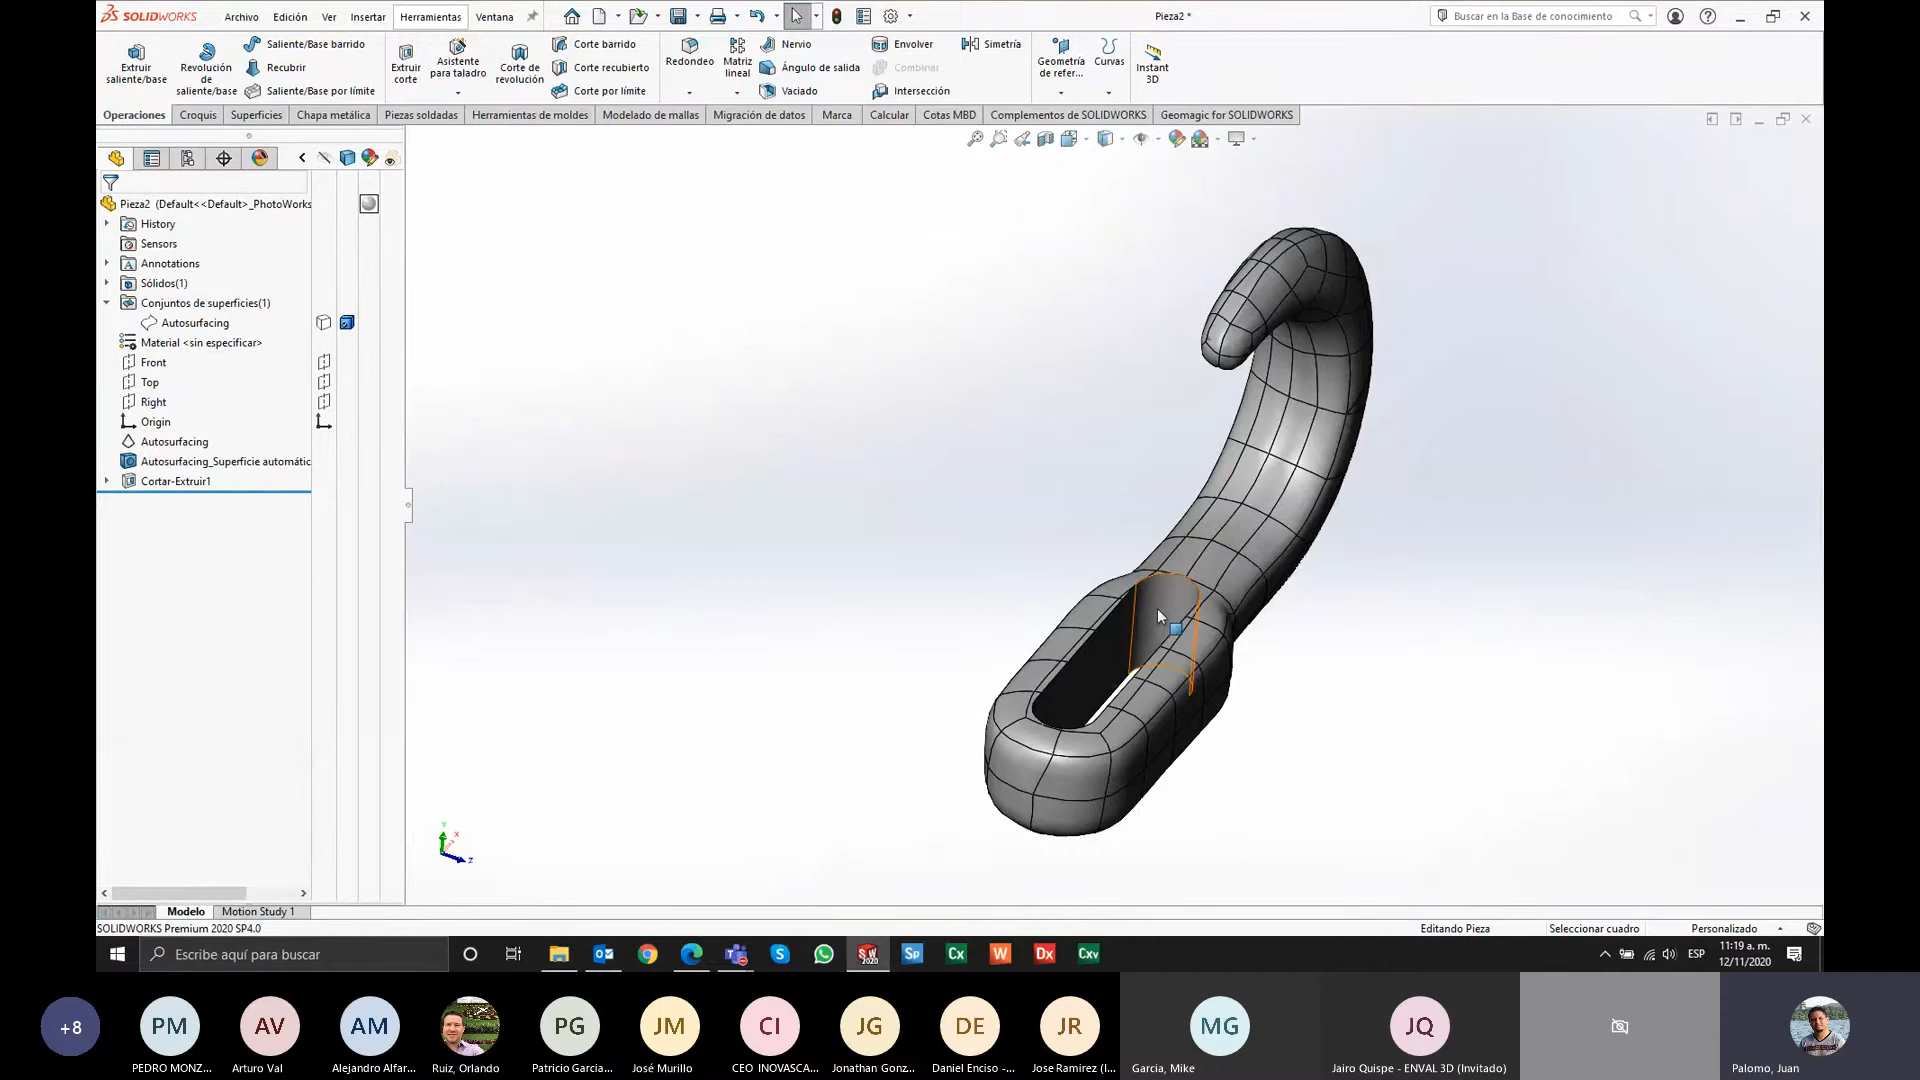 SOLIDWORKS
Archivo Edición Ver Insertar Herramientas Ventana
Pieza2 *
Buscar en la Base de conocimiento
Extruir saliente/base
Revolución de saliente/base
Saliente/Base barrido
Recubrir
Saliente/Base por límite
Extruir corte
Asistente para taladro
Corte de revolución
Corte barrido
Corte recubierto
Corte por límite
Redondeo
Matriz lineal
Nervio
Ángulo de salida
Vaciado
Envolver
Combinar
Intersección
Simetría
Geometría de refer...
Curvas
Instant 3D
Operaciones Croquis Superficies Chapa metálica Piezas soldadas Herramientas de moldes Modelado de mallas Migración de datos Marca Calcular Cotas MBD Complementos de SOLIDWORKS Geomagic for SOLIDWORKS
Pieza2 (Default<<Default>_PhotoWorks
History
Sensors
Annotations
Sólidos(1)
Conjuntos de superficies(1)
Autosurfacing
Material <sin especificar>
Front
Top
Right
Origin
Autosurfacing
Autosurfacing_Superficie automátic
Cortar-Extruir1
Y
X
Z
Modelo Motion Study 1
SOLIDWORKS Premium 2020 SP4.0
Editando Pieza Seleccionar cuadro Personalizado
Escribe aquí para buscar
SW 2020
Sp
Cx
W
Dx
Cxv
ESP
11:19 a. m.
12/11/2020
+8 PM AV AM PG JM CI JG DE JR MG JQ
PEDRO MONZ... Arturo Val Alejandro Alfar... Ruiz, Orlando Patricio Garcia... José Murillo CEO INOVASCA... Jonathan Gonz... Daniel Enciso -... Jose Ramirez (I... Garcia, Mike Jairo Quispe - ENVAL 3D (Invitado) Palomo, Juan